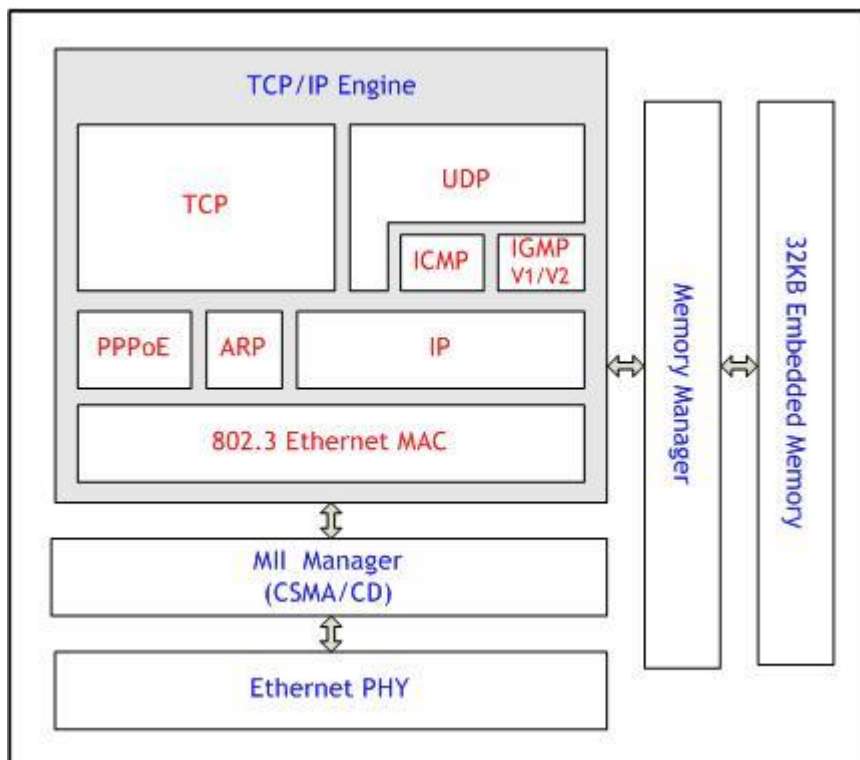 TCP/IP Engine
TCP
UDP
ICMP
IGMP
V1/V2
PPPoE
ARP
IP
802.3 Ethernet MAC
MII Manager
(CSMA/CD)
Ethernet PHY
Memory Manager
32KB Embedded Memory